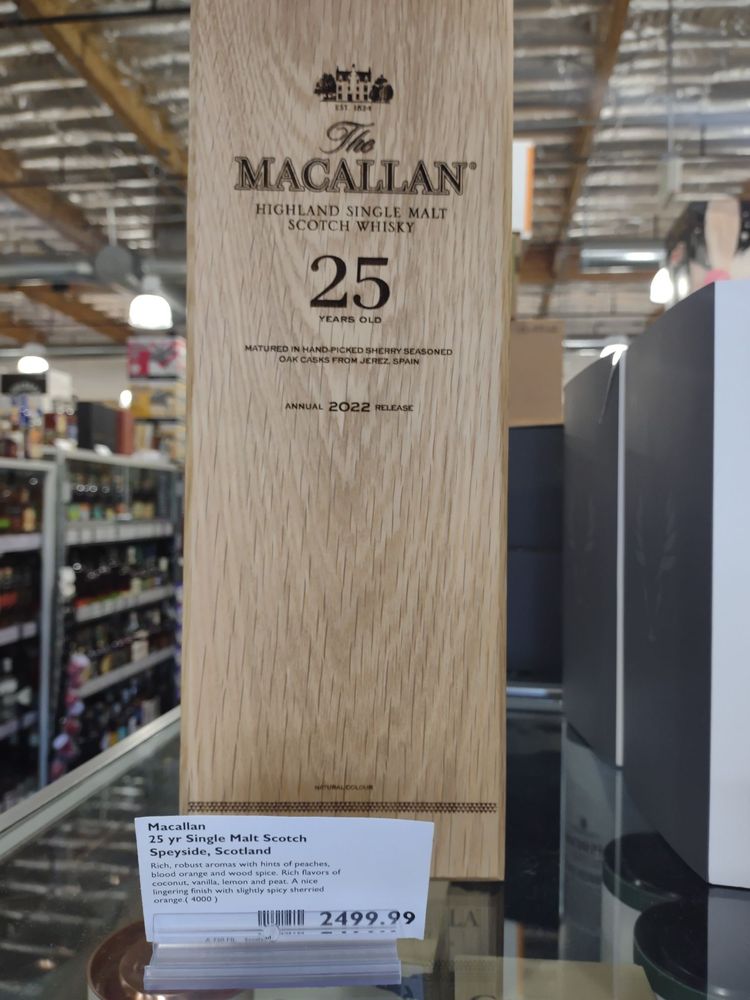 EST. 1824
The
MACALLAN®
HIGHLAND SINGLE MALT
SCOTCH WHISKY
25
YEARS OLD
MATURED IN HAND-PICKED SHERRY SEASONED
OAK CASKS FROM JEREZ, SPAIN
ANNUAL 2022 RELEASE
NATURAL COLOUR
Macallan
25 yr Single Malt Scotch
Speyside, Scotland
Rich, robust aromas with hints of peaches,
blood orange and wood spice. Rich flavors of
coconut, vanilla, lemon and peat. A nice
lingering finish with slightly spicy sherried
orange.( 4000 )
2499.99